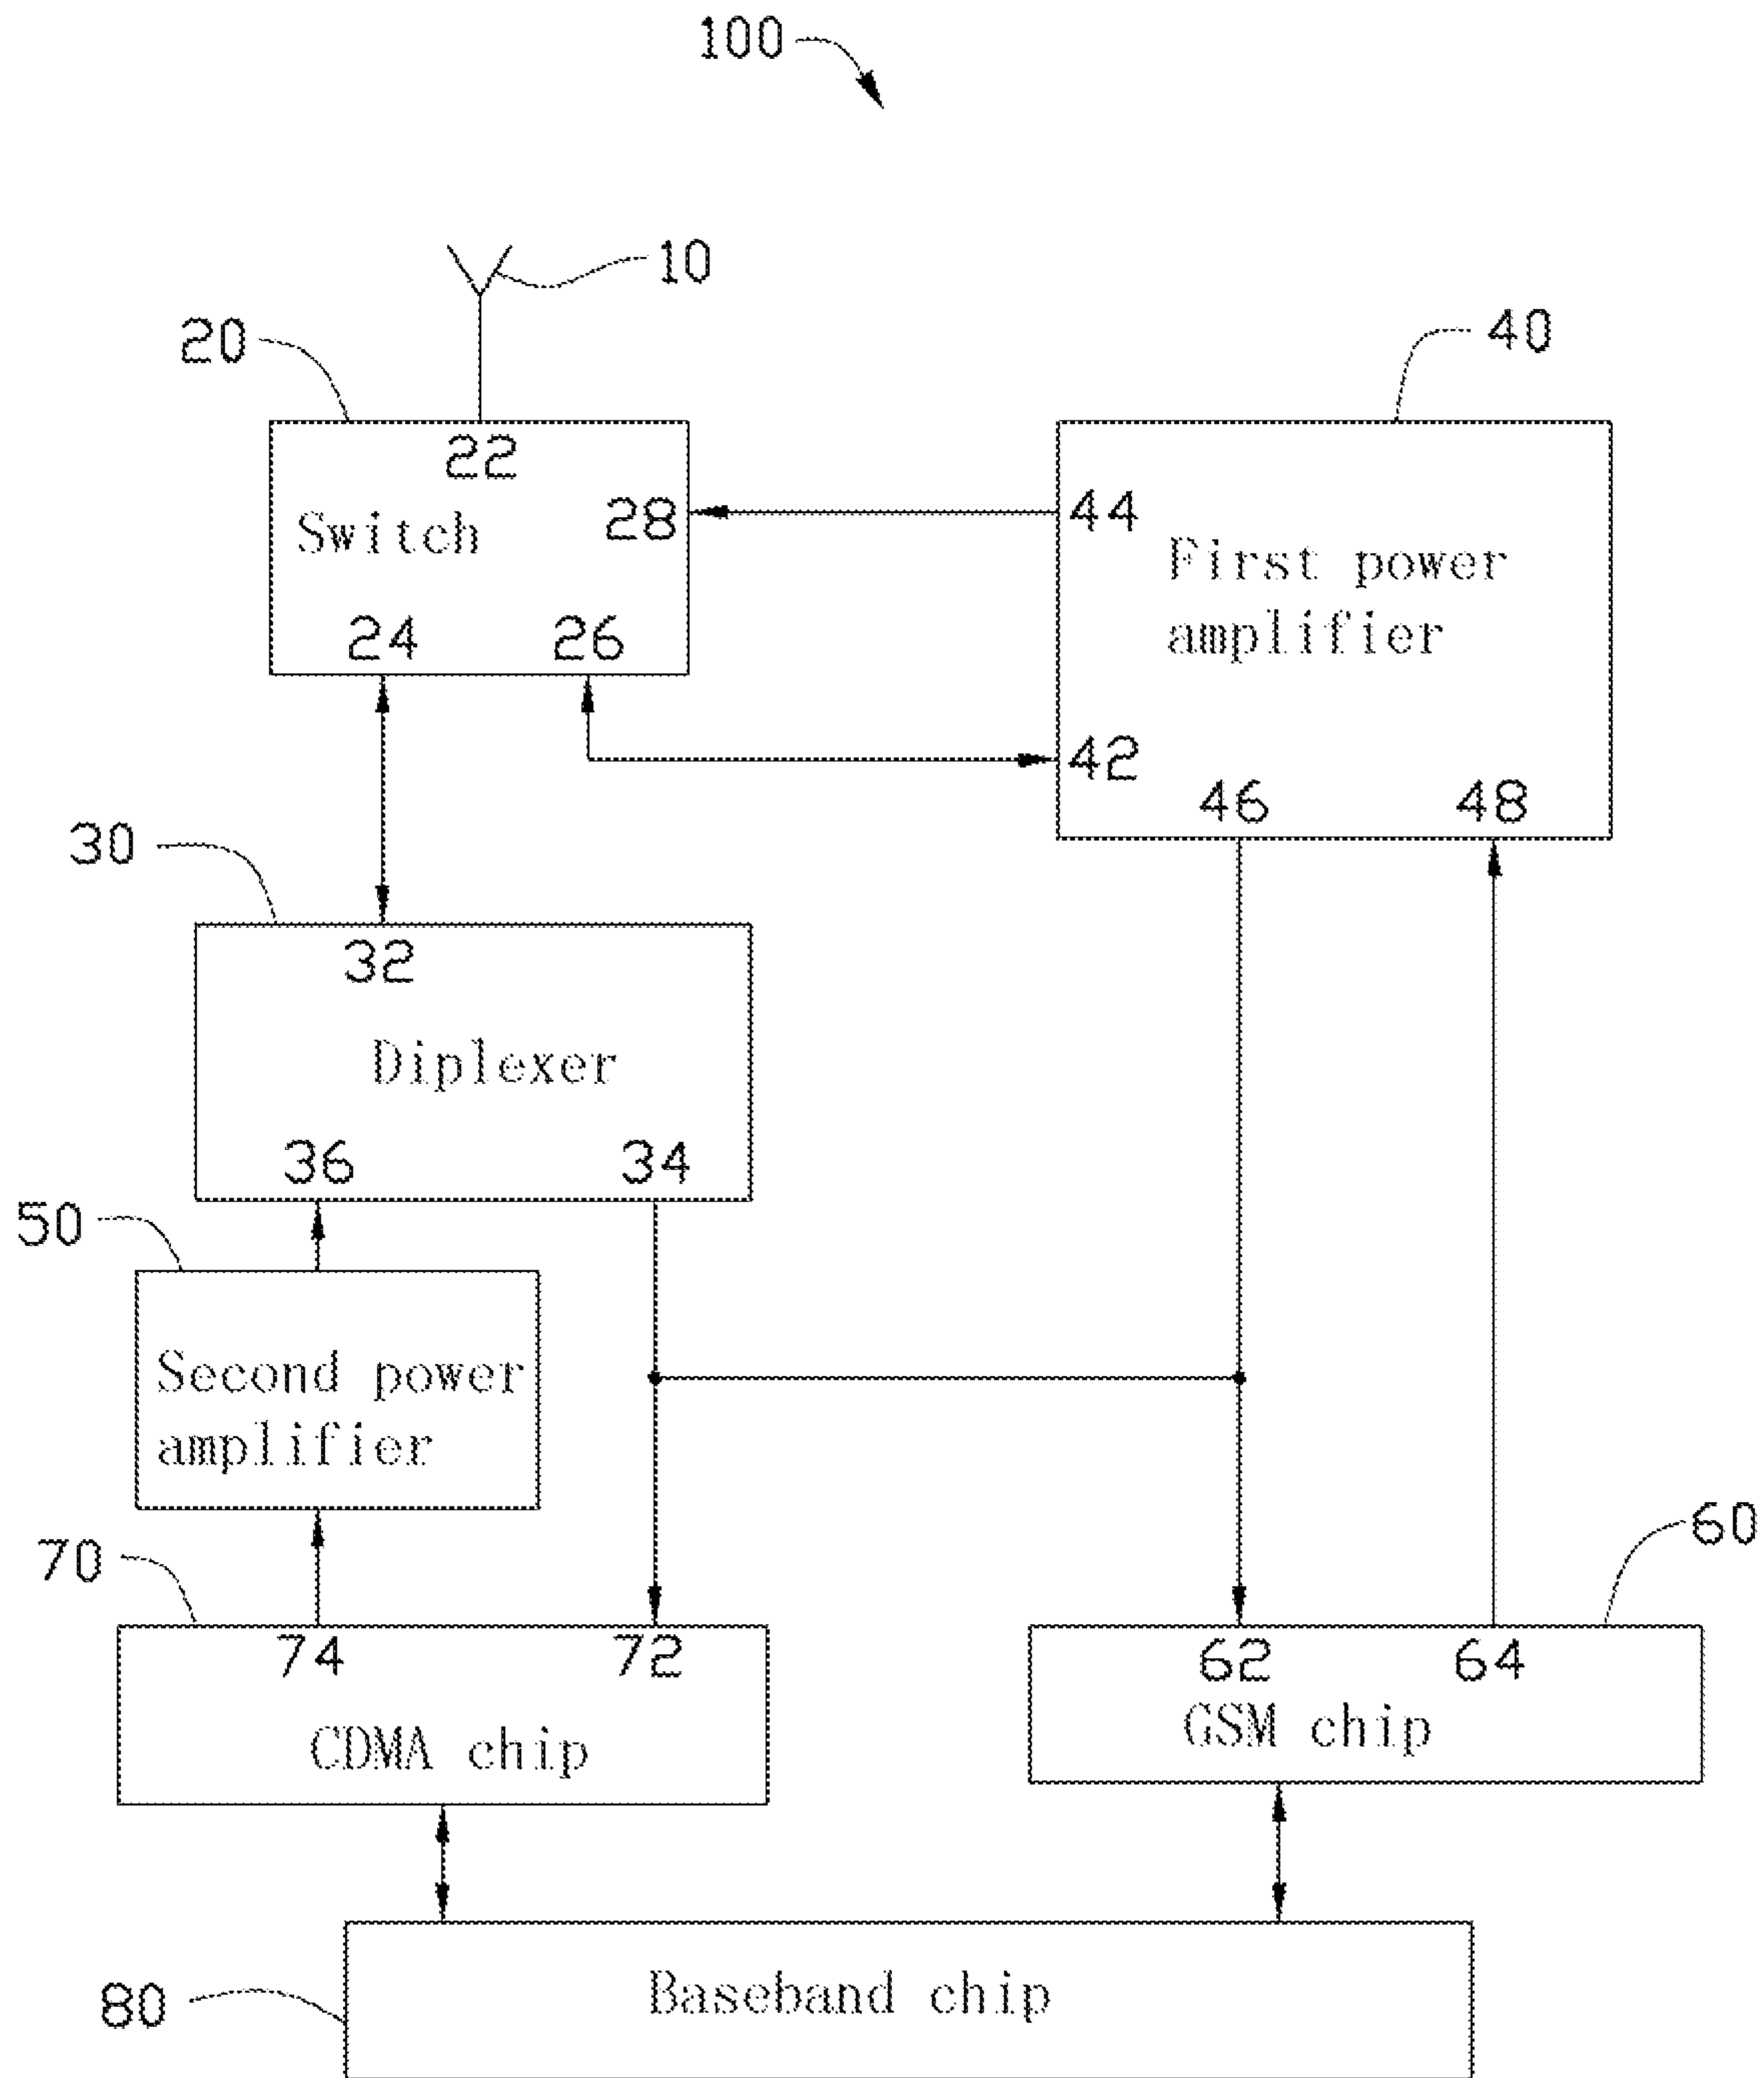 100
10
20
40
22
Switch
28
44
First power
amplifier
24
26
42
46
48
30
32
Diplexer
36
34
50
Second power
amplifier
60
70
74
72
62
64
CDMA chip
GSM chip
80
Baseband chip